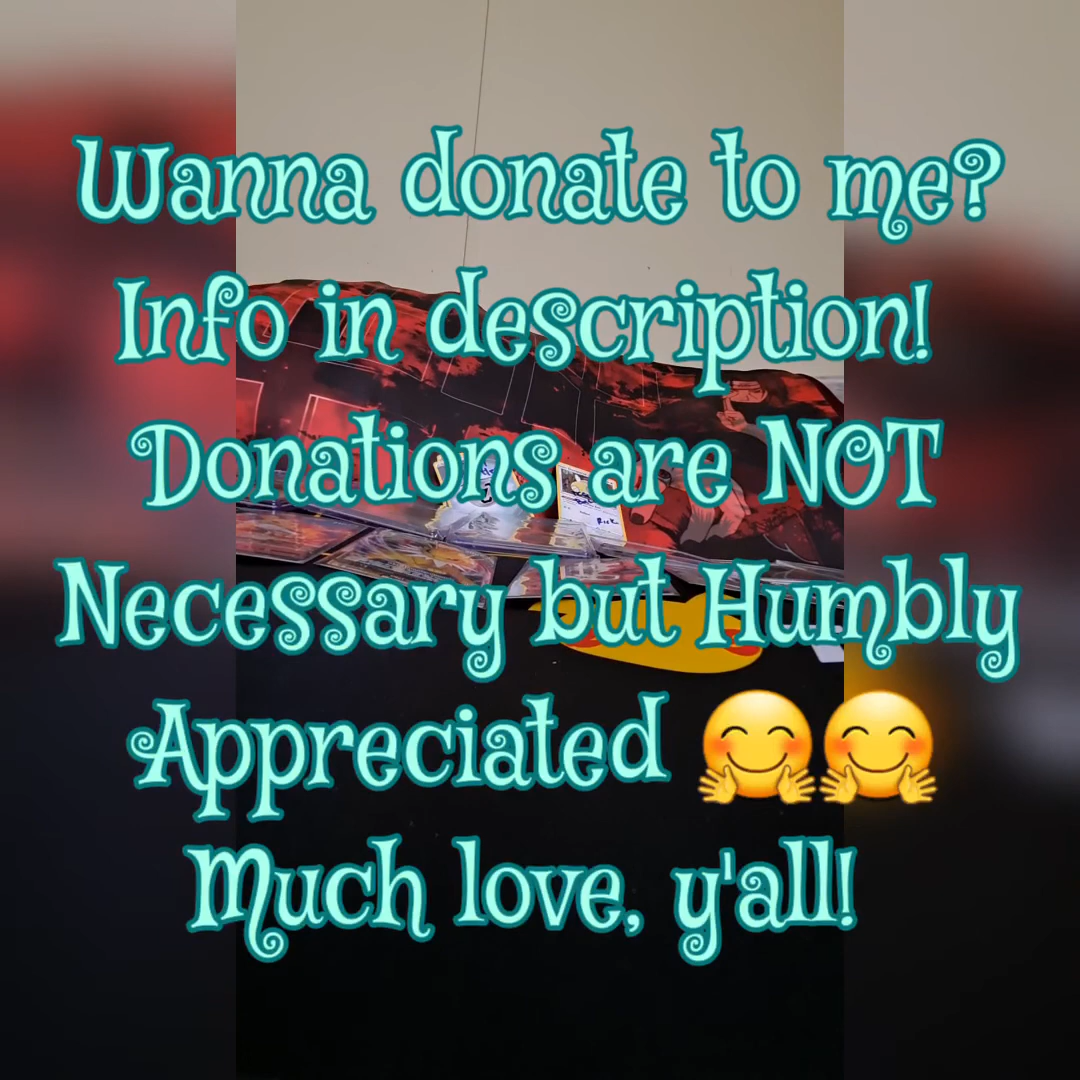 Wanna donate to me?
Info in description!
Donations are NOT
Necessary but Humbly
Appreciated 🤗🤗
Much love, y'all!